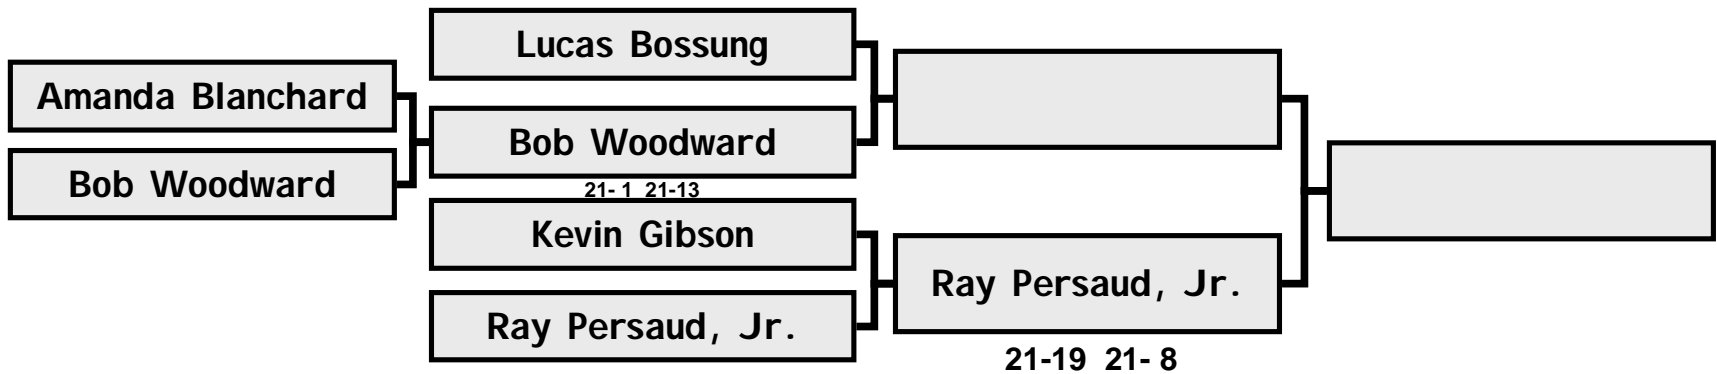 Amanda Blanchard
Bob Woodward
Lucas Bossung
Bob Woodward
21- 1 21-13
Kevin Gibson
Ray Persaud, Jr.
Ray Persaud, Jr.
21-19 21- 8